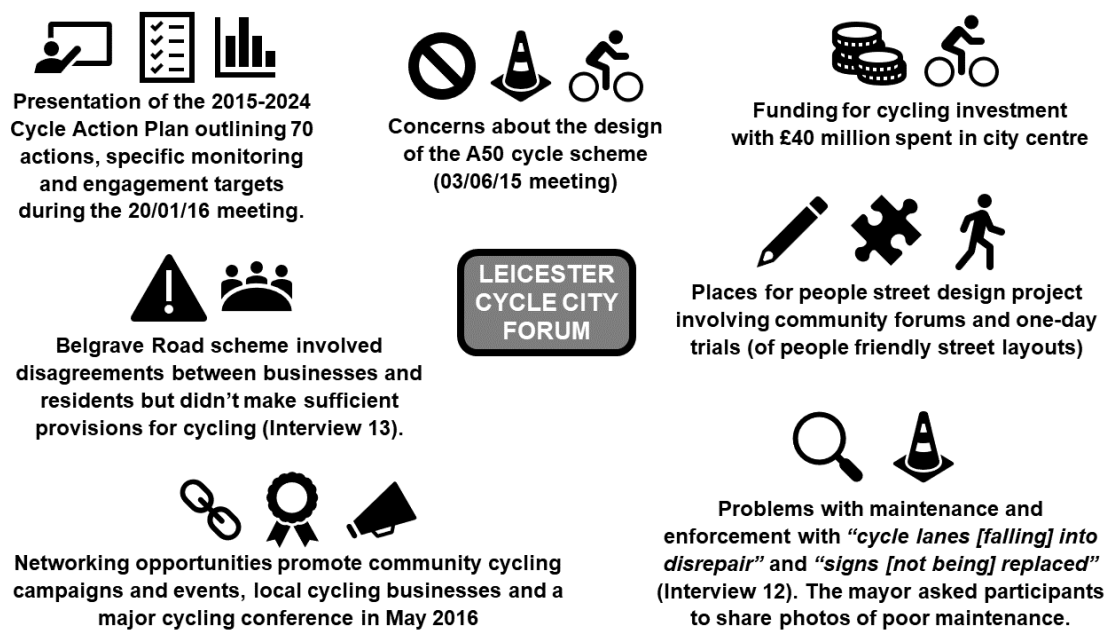 Presentation of the 2015-2024
Cycle Action Plan outlining 70
actions, specific monitoring
and engagement targets
during the 20/01/16 meeting.
Concerns about the design
of the A50 cycle scheme
(03/06/15 meeting)
Funding for cycling investment
with £40 million spent in city centre
LEICESTER
CYCLE CITY
FORUM
Places for people street design project
involving community forums and one-day
trials (of people friendly street layouts)
Belgrave Road scheme involved
disagreements between businesses and
residents but didn't make sufficient
provisions for cycling (Interview 13).
Networking opportunities promote community cycling
campaigns and events, local cycling businesses and a
major cycling conference in May 2016
Problems with maintenance and
enforcement with “cycle lanes [falling] into
disrepair” and “signs [not being] replaced”
(Interview 12). The mayor asked participants
to share photos of poor maintenance.